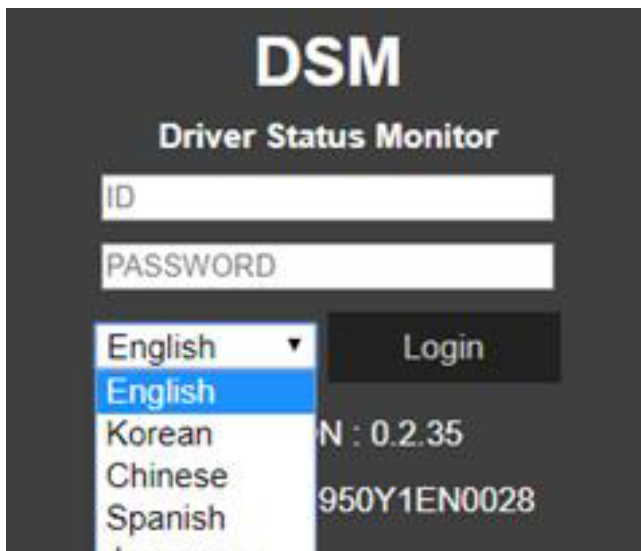 DSM
Driver Status Monitor
ID
PASSWORD
English ▼ Login
English
Korean
N : 0.2.35
Chinese
950Y1EN0028
Spanish